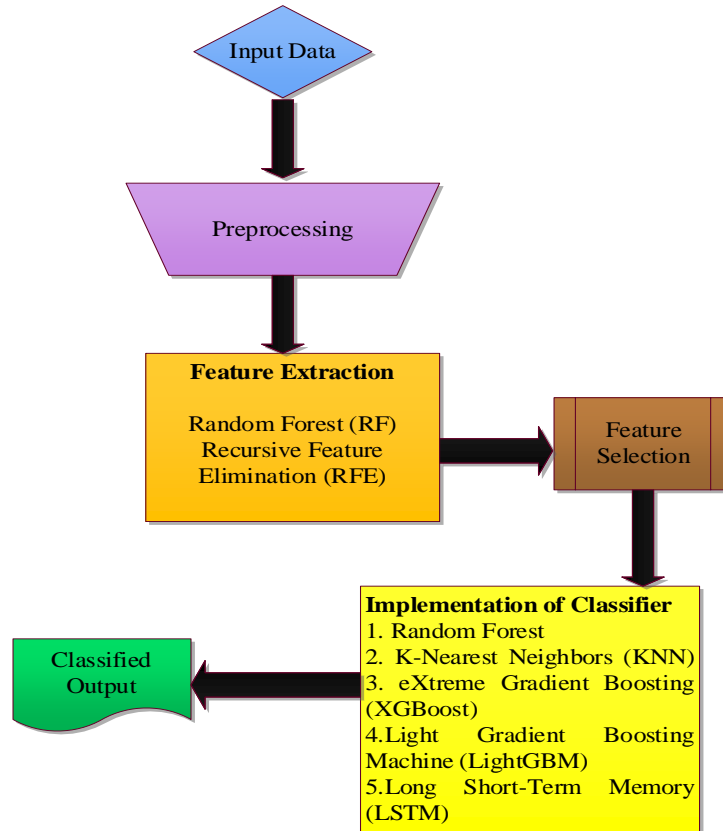 Input Data
Preprocessing
Feature Extraction
Random Forest (RF)
Recursive Feature
Elimination (RFE)
Feature
Selection
Implementation of Classifier
1. Random Forest
2. K-Nearest Neighbors (KNN)
3. eXtreme Gradient Boosting
(XGBoost)
4.Light Gradient Boosting
Machine (LightGBM)
5.Long Short-Term Memory
(LSTM)
Classified
Output